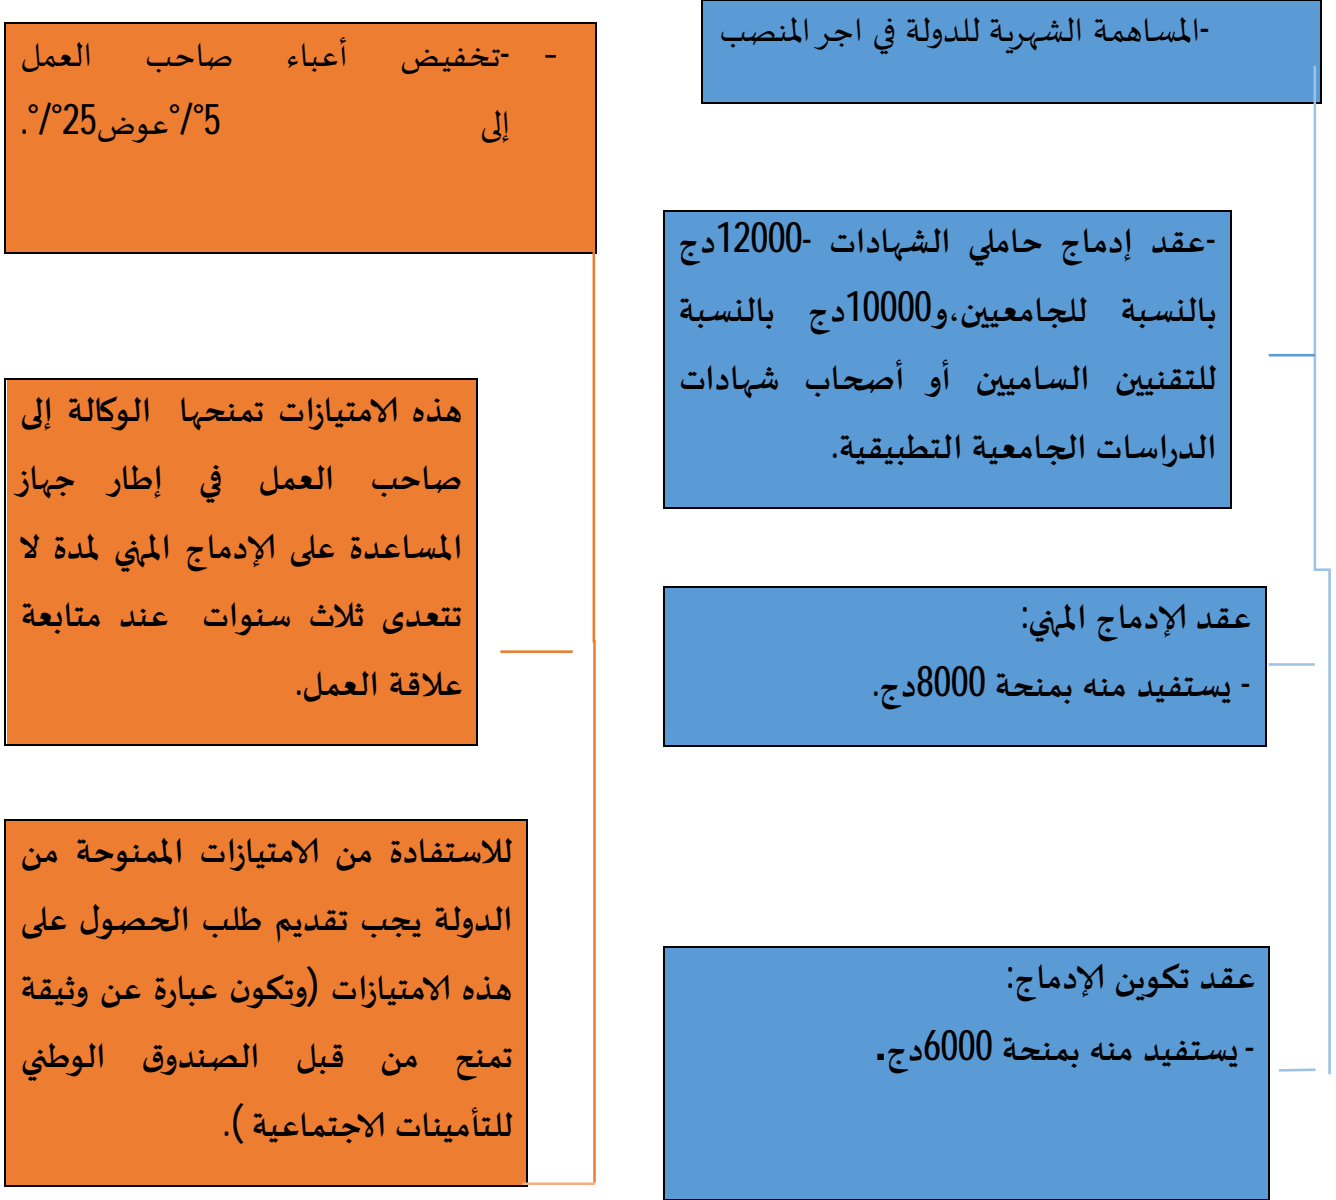 -المساهمة الشهرية للدولة في اجر المنصب
-عقد إدماج حاملي الشهادات -12000دج
بالنسبة للجامعيين،و10000دج بالنسبة
للتقنيين الساميين أو أصحاب شهادات
الدراسات الجامعية التطبيقية.
عقد الإدماج المهني:
- يستفيد منه بمنحة 8000دج.
عقد تكوين الإدماج:
- يستفيد منه بمنحة 6000دج.
- -تخفيض أعباء صاحب العمل
إلى 5°/°عوض25°/°.
هذه الامتيازات تمنحها الوكالة إلى
صاحب العمل في إطار جهاز
المساعدة على الإدماج المهني لمدة لا
تتعدى ثلاث سنوات عند متابعة
علاقة العمل.
للاستفادة من الامتيازات الممنوحة من
الدولة يجب تقديم طلب الحصول على
هذه الامتيازات (وتكون عبارة عن وثيقة
تمنح من قبل الصندوق الوطني
للتأمينات الاجتماعية ).